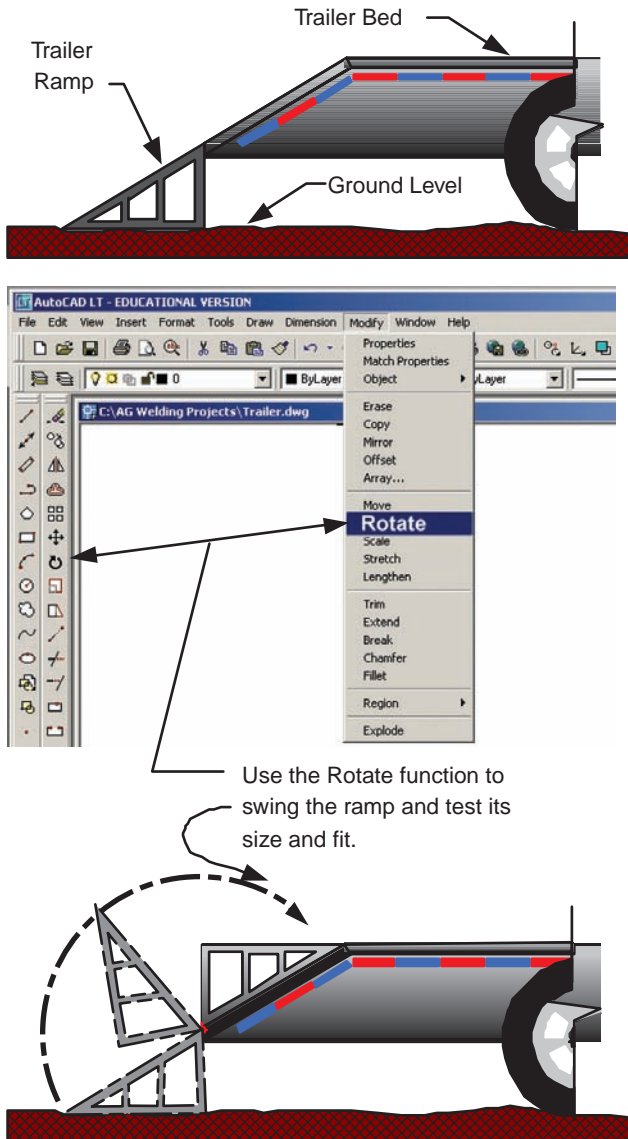 Trailer Bed
Trailer
Ramp
Ground Level
LT AutoCAD LT - EDUCATIONAL VERSION
File Edit View Insert Format Tools Draw Dimension Modify Window Help
0 ByLayer yLayer
C:\AG Welding Projects\Trailer.dwg
Properties
Match Properties
Object
Erase
Copy
Mirror
Offset
Array...
Move
Rotate
Scale
Stretch
Lengthen
Trim
Extend
Break
Chamfer
Fillet
Region
Explode
Use the Rotate function to
swing the ramp and test its
size and fit.